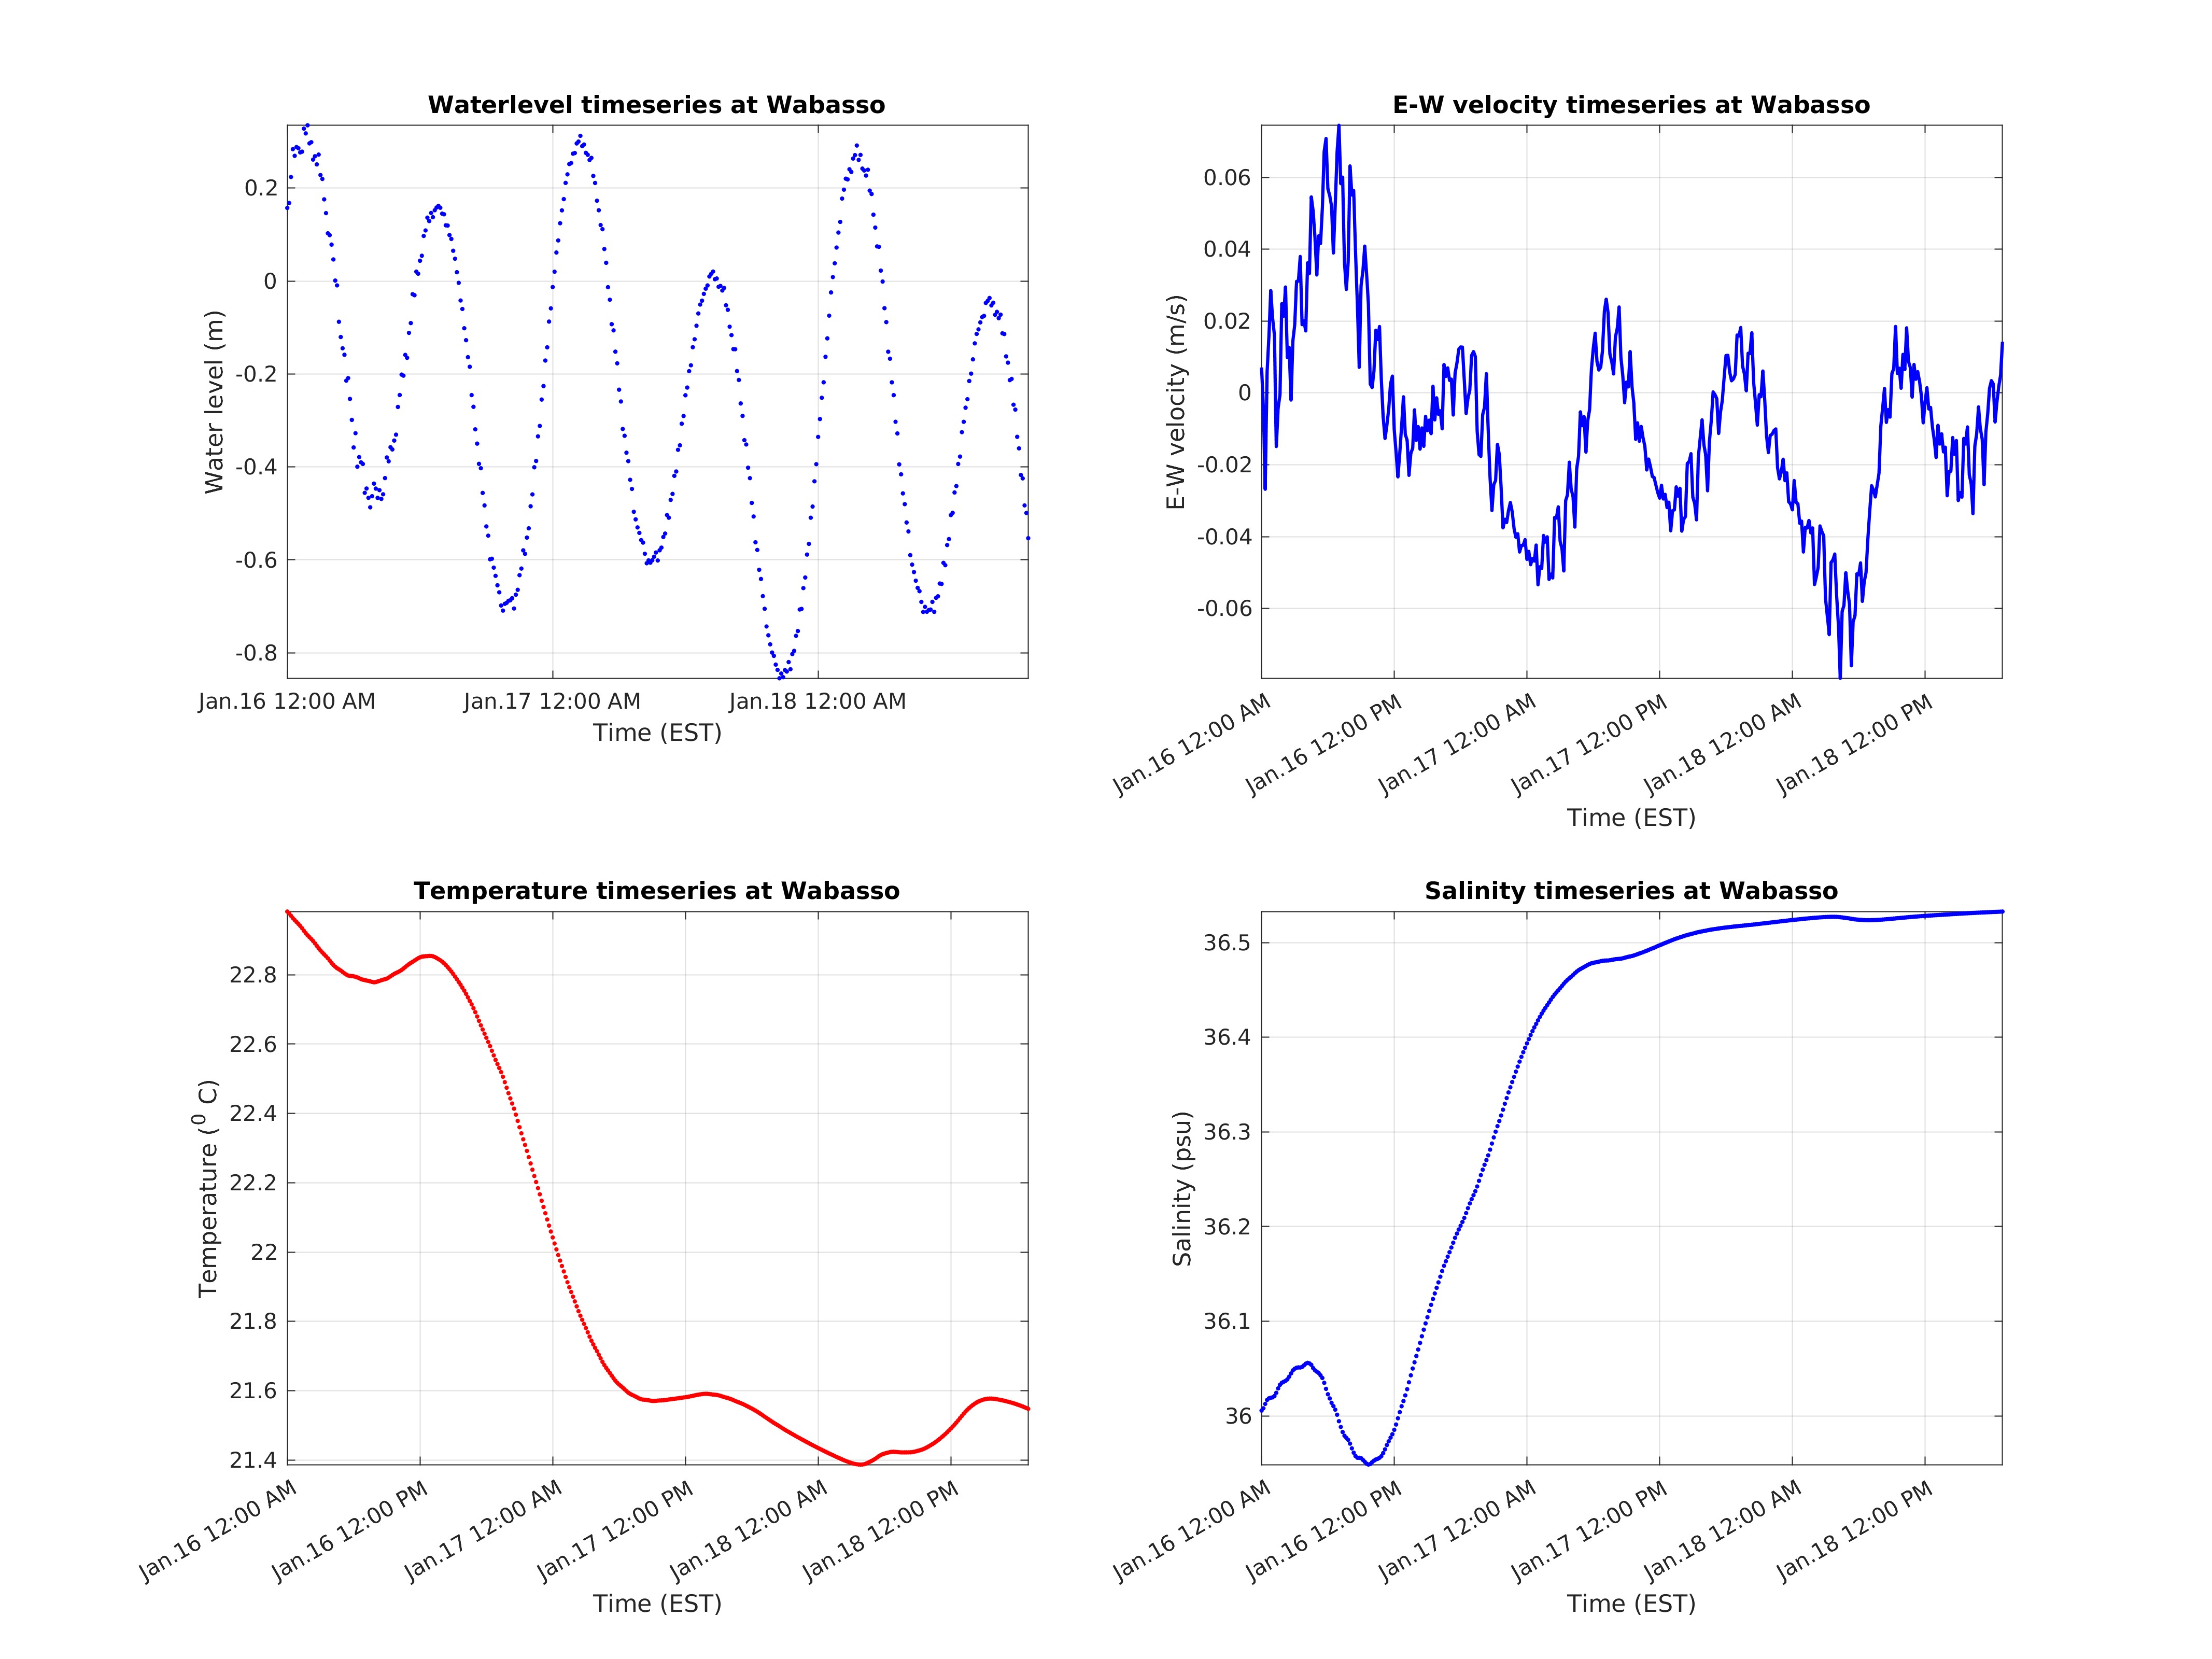 Waterlevel timeseries at Wabasso
Water level (m)
0.2
0
-0.2
-0.4
-0.6
-0.8
Jan.16 12:00 AM
Jan.17 12:00 AM
Jan.18 12:00 AM
Time (EST)
E-W velocity timeseries at Wabasso
E-W velocity (m/s)
0.06
0.04
0.02
0
-0.02
-0.04
-0.06
Jan.16 12:00 AM
Jan.16 12:00 PM
Jan.17 12:00 AM
Jan.17 12:00 PM
Jan.18 12:00 AM
Jan.18 12:00 PM
Time (EST)
Temperature timeseries at Wabasso
Temperature (⁰ C)
22.8
22.6
22.4
22.2
22
21.8
21.6
21.4
Jan.16 12:00 AM
Jan.16 12:00 PM
Jan.17 12:00 AM
Jan.17 12:00 PM
Jan.18 12:00 AM
Jan.18 12:00 PM
Time (EST)
Salinity timeseries at Wabasso
Salinity (psu)
36.5
36.4
36.3
36.2
36.1
36
Jan.16 12:00 AM
Jan.16 12:00 PM
Jan.17 12:00 AM
Jan.17 12:00 PM
Jan.18 12:00 AM
Jan.18 12:00 PM
Time (EST)